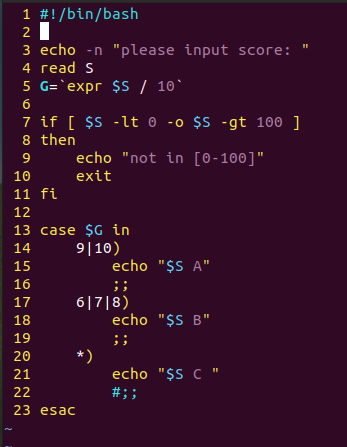 1 #!/bin/bash
2
3 echo -n "please input score: "
4 read S
5 G=`expr $S / 10`
6
7 if [ $S -lt 0 -o $S -gt 100 ]
8 then
9     echo "not in [0-100]"
10     exit
11 fi
12
13 case $G in
14     9|10)
15         echo "$S A"
16         ;;
17     6|7|8)
18         echo "$S B"
19         ;;
20     *)
21         echo "$S C "
22         #;;
23 esac
~
~